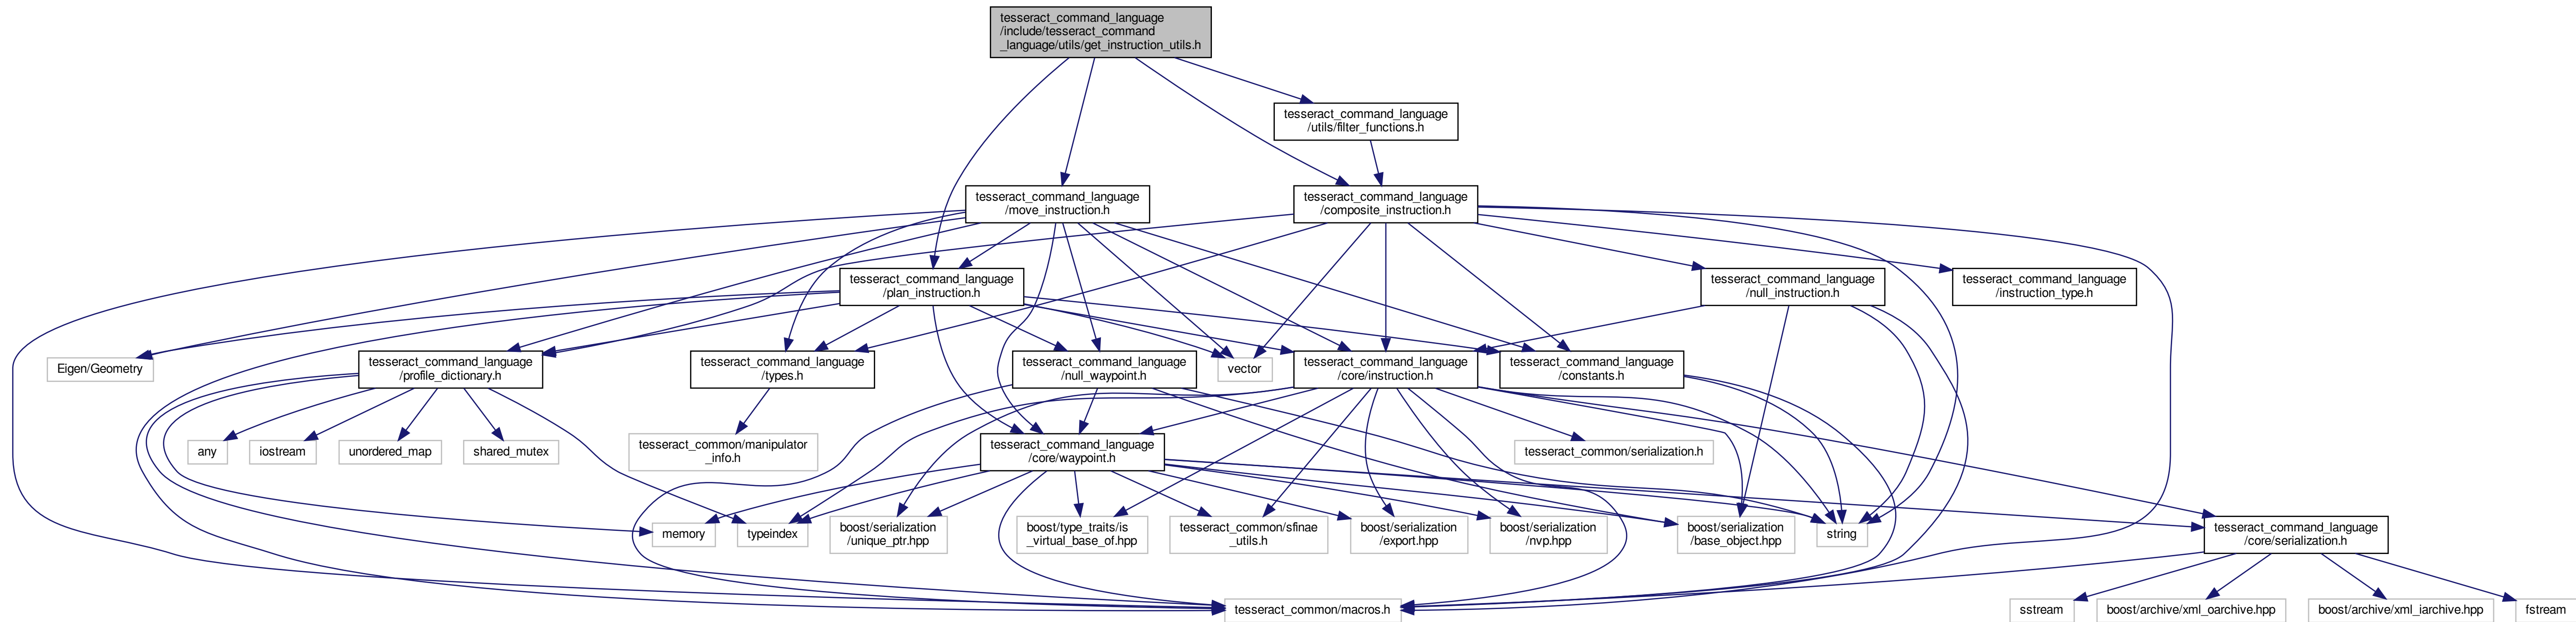 tesseract_command_language
/include/tesseract_command
_language/utils/get_instruction_utils.h
tesseract_command_language
/utils/filter_functions.h
tesseract_command_language
/move_instruction.h
tesseract_command_language
/composite_instruction.h
tesseract_command_language
/plan_instruction.h
tesseract_command_language
/null_instruction.h
tesseract_command_language
/instruction_type.h
Eigen/Geometry
tesseract_command_language
/profile_dictionary.h
tesseract_command_language
/types.h
tesseract_command_language
/null_waypoint.h
vector
tesseract_command_language
/core/instruction.h
tesseract_command_language
/constants.h
any
iostream
unordered_map
shared_mutex
tesseract_common/manipulator
_info.h
tesseract_command_language
/core/waypoint.h
tesseract_common/serialization.h
memory
typeindex
boost/serialization
/unique_ptr.hpp
boost/type_traits/is
_virtual_base_of.hpp
tesseract_common/sfinae
_utils.h
boost/serialization
/export.hpp
boost/serialization
/nvp.hpp
boost/serialization
/base_object.hpp
string
tesseract_command_language
/core/serialization.h
tesseract_common/macros.h
sstream
boost/archive/xml_oarchive.hpp
boost/archive/xml_iarchive.hpp
fstream